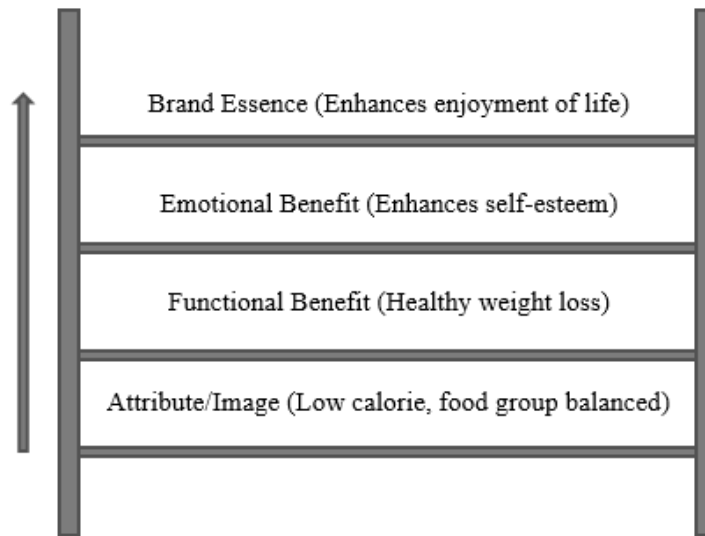 Brand Essence (Enhances enjoyment of life)
Emotional Benefit (Enhances self-esteem)
Functional Benefit (Healthy weight loss)
Attribute/Image (Low calorie, food group balanced)